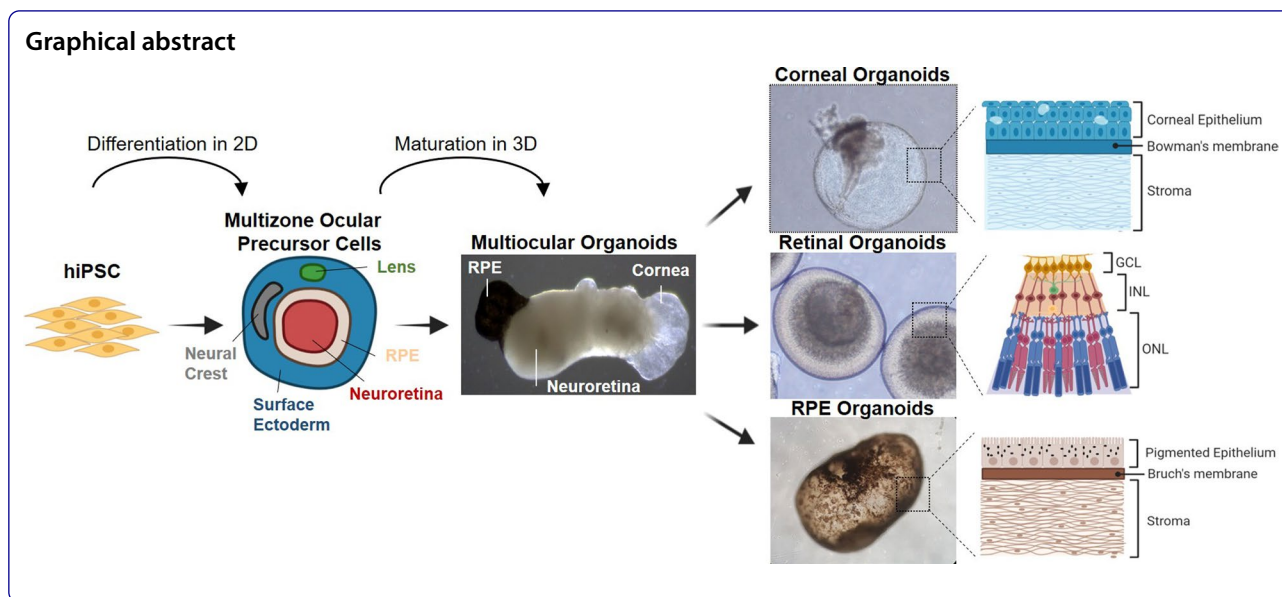 Graphical abstract
Differentiation in 2D
Maturation in 3D
hiPSC
Multizone Ocular
Precursor Cells
Lens
Neural
Crest
RPE
Neuroretina
Surface
Ectoderm
Multiocular Organoids
RPE
Cornea
Neuroretina
Corneal Organoids
Corneal Epithelium
Bowman's membrane
Stroma
Retinal Organoids
GCL
INL
ONL
RPE Organoids
Pigmented Epithelium
Bruch's membrane
Stroma